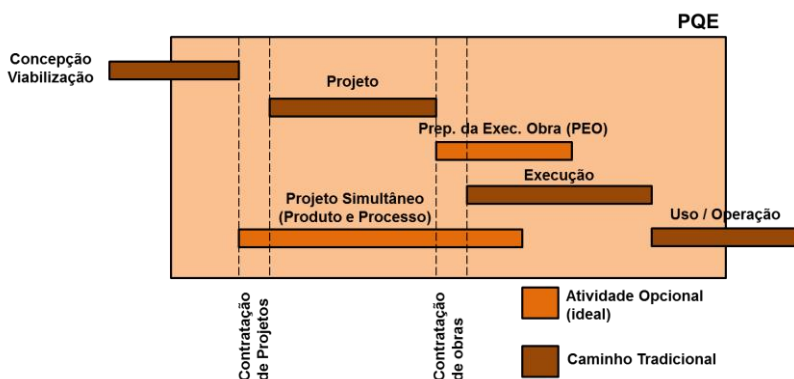 PQE
Concepção
Viabilização
Projeto
Prep. da Exec. Obra (PEO)
Execução
Projeto Simultâneo
(Produto e Processo)
Uso / Operação
Contratação
de Projetos
Contratação
de obras
Atividade Opcional
(ideal)
Caminho Tradicional